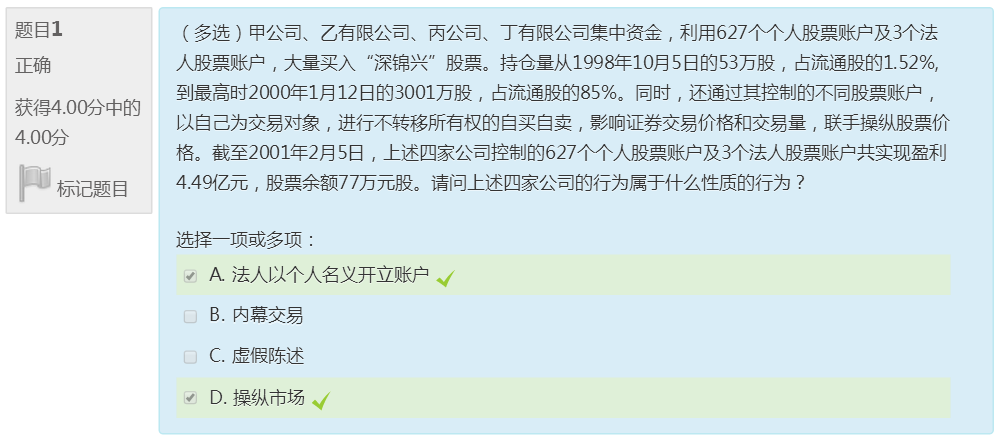 题目1
正确
获得4.00分中的
4.00分
标记题目
（多选）甲公司、乙有限公司、丙公司、丁有限公司集中资金，利用627个个人股票账户及3个法
人股票账户，大量买入“深锦兴”股票。持仓量从1998年10月5日的53万股，占流通股的1.52%,
到最高时2000年1月12日的3001万股，占流通股的85%。同时，还通过其控制的不同股票账户，
以自己为交易对象，进行不转移所有权的自买自卖，影响证券交易价格和交易量，联手操纵股票价
格。截至2001年2月5日，上述四家公司控制的627个个人股票账户及3个法人股票账户共实现盈利
4.49亿元，股票余额77万元股。请问上述四家公司的行为属于什么性质的行为？
选择一项或多项：
A. 法人以个人名义开立账户
B. 内幕交易
C. 虚假陈述
D. 操纵市场